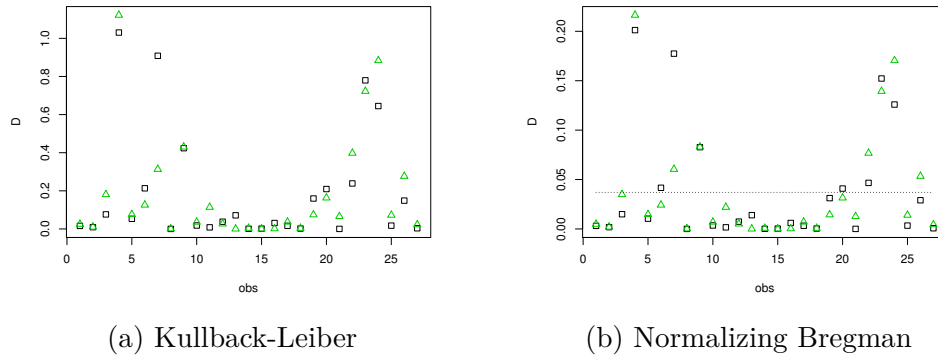 D
0.0 0.2 0.4 0.6 0.8 1.0
0 5 10 15 20 25
obs
(a) Kullback-Leiber
D
0.00 0.05 0.10 0.15 0.20
0 5 10 15 20 25
obs
(b) Normalizing Bregman